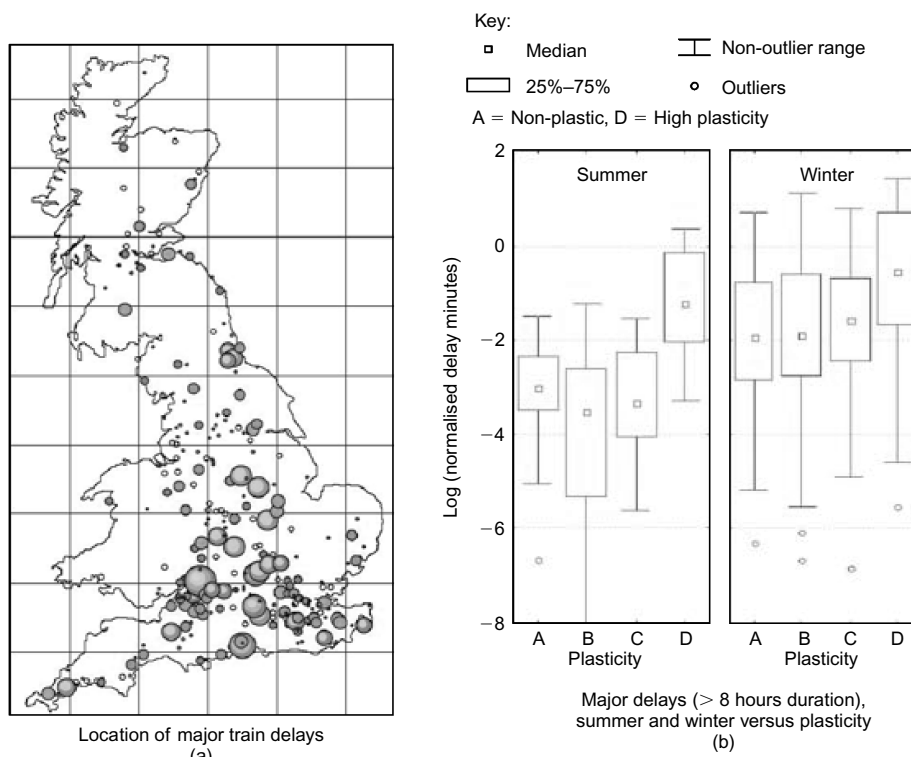 Key:
Median
Non-outlier range
25%–75%
Outliers
A = Non-plastic, D = High plasticity
2
0
−2
−4
−6
−8
Log (normalised delay minutes)
Summer
Winter
A B C D
Plasticity
A B C D
Plasticity
Location of major train delays
(a)
Major delays (> 8 hours duration),
summer and winter versus plasticity
(b)